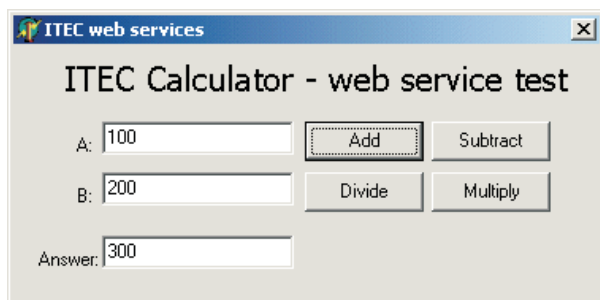 ITEC web services
ITEC Calculator - web service test
A: 100
Add
Subtract
B: 200
Divide
Multiply
Answer: 300